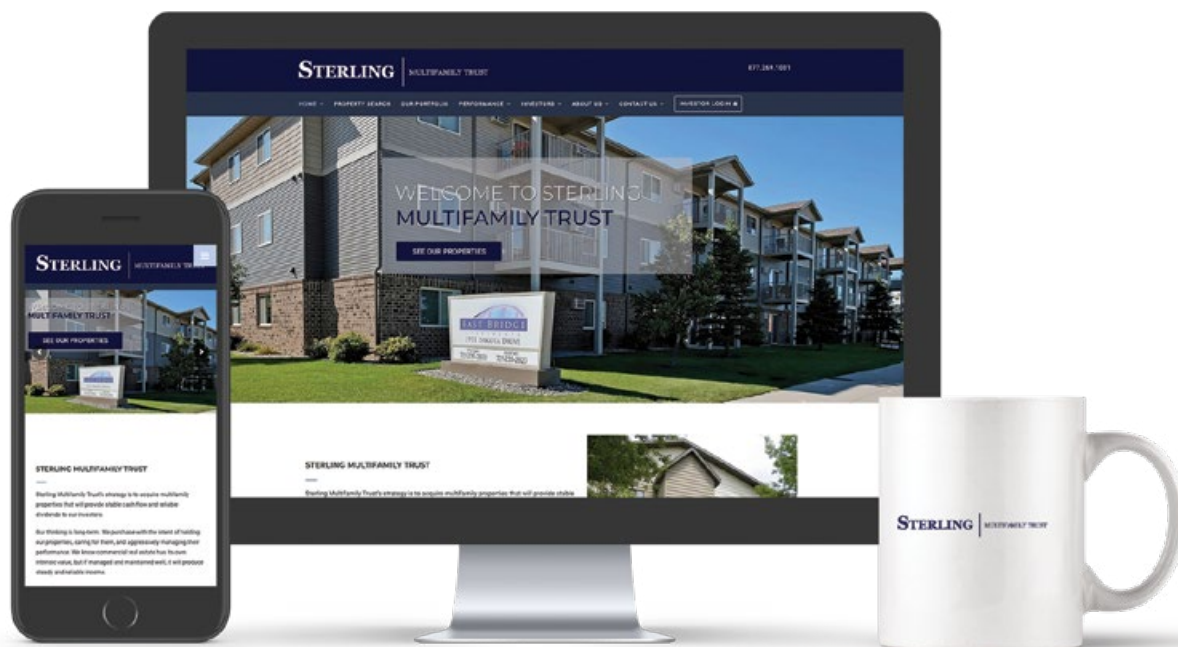 STERLING | MULTIFAMILY TRUST
HOME PROPERTY SEARCH OUR PORTFOLIO PERFORMANCE INVESTORS ABOUT US CONTACT US INVESTOR LOGIN
WELCOME TO STERLING
MULTIFAMILY TRUST
SEE OUR PROPERTIES
EAST BRIDGE
STERLING MULTIFAMILY TRUST
Sterling Multifamily Trust's strategy is to acquire multifamily properties that will provide stable
STERLING | MULTIFAMILY TRUST
MULTIFAMILY TRUST
SEE OUR PROPERTIES
EAST BRIDGE
STERLING MULTIFAMILY TRUST
Sterling Multifamily Trust's strategy is to acquire multifamily
properties that will provide stable cash flow and reliable
dividends to our investors.
Our thinking is long-term. We purchase with the intent of holding
our properties, caring for them, and aggressively managing their
performance. We know commercial real estate has its own
intrinsic value, but if managed and maintained well, it will produce
steady and reliable income.
STERLING | MULTIFAMILY TRUST